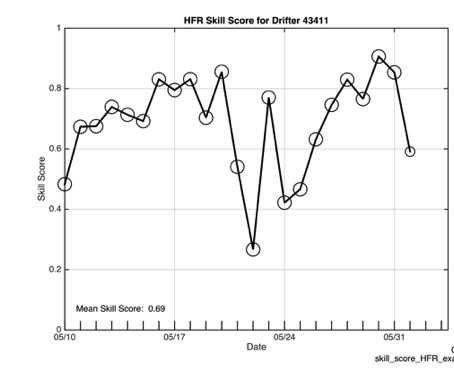 HFR Skill Score for Drifter 43411
1
0.8
0.6
0.4
0.2
0
Skill Score
Mean Skill Score: 0.69
05/10
05/17
05/24
05/31
Date
skill_score_HFR_exa